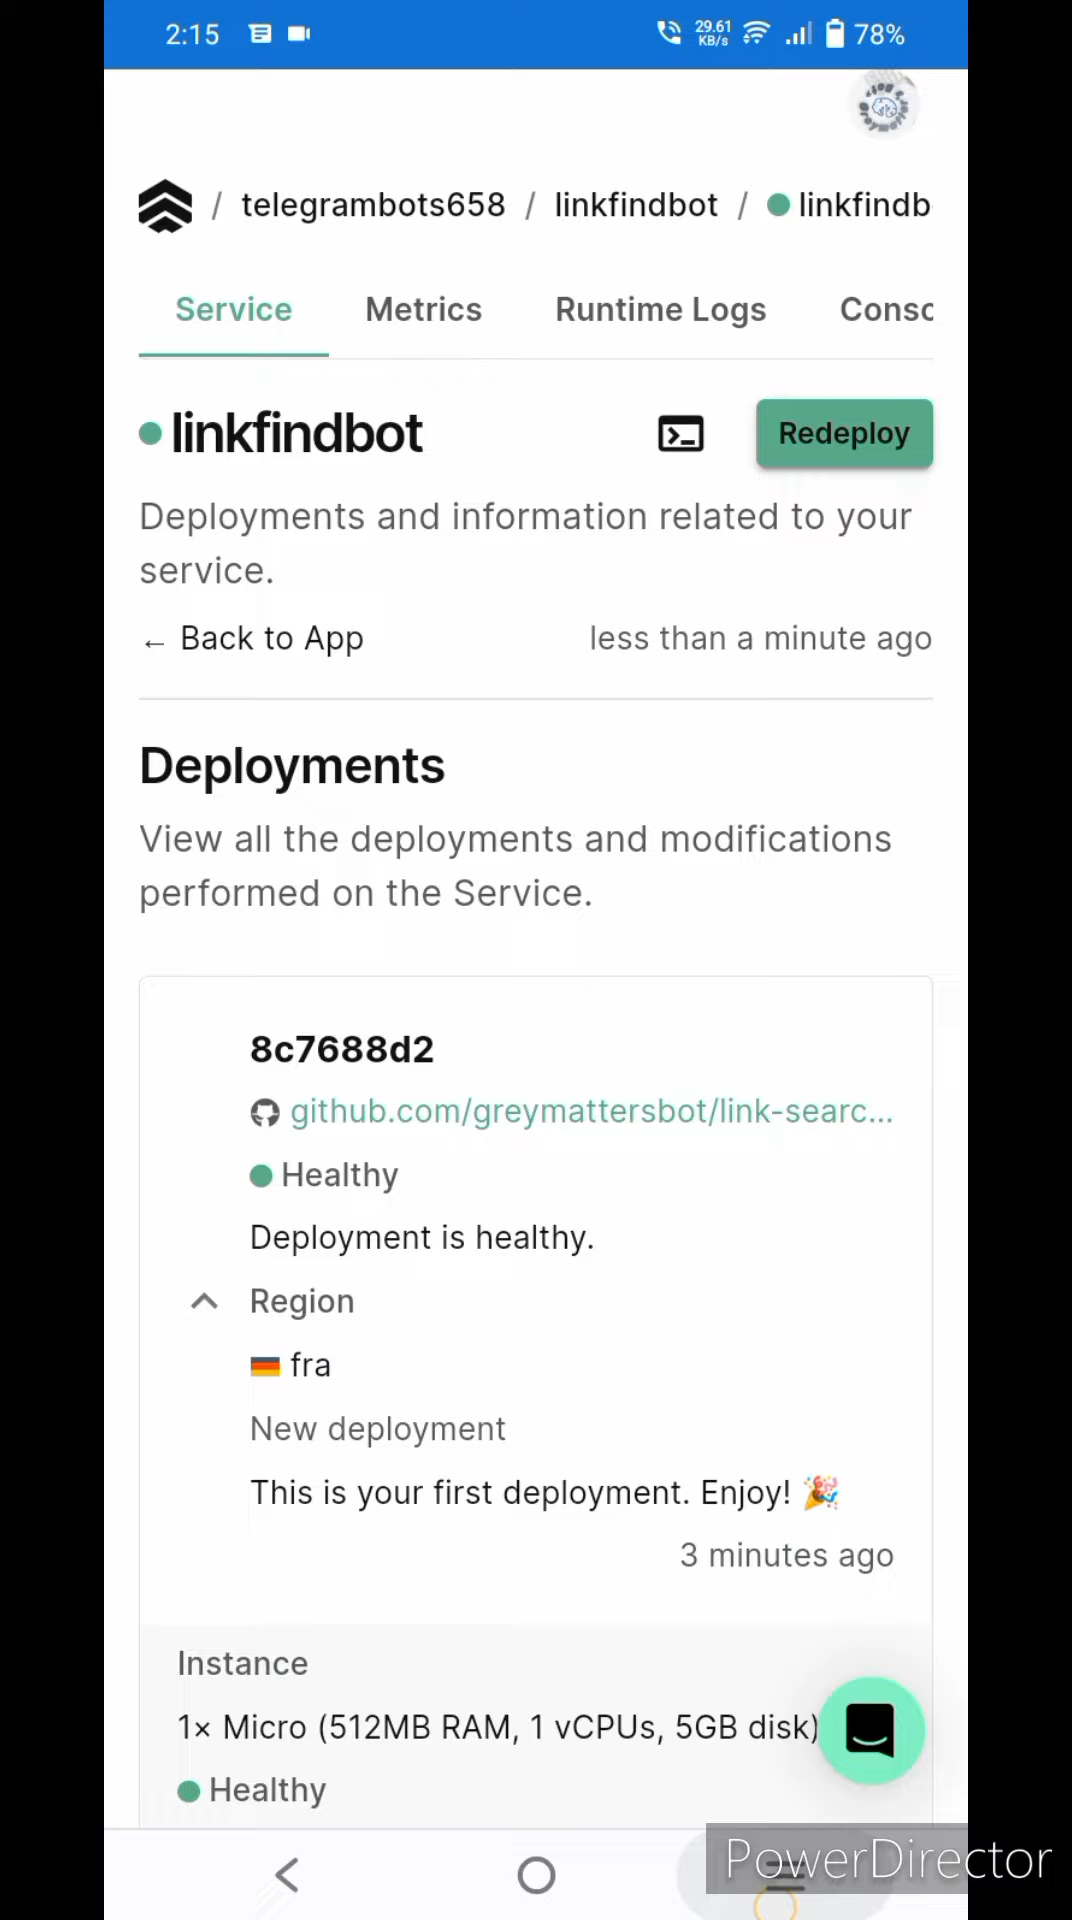 2:15 29.61 KB/s 78%
/ telegrambots658 / linkfindbot / linkfindb
Service Metrics Runtime Logs Conso
linkfindbot Redeploy
Deployments and information related to your
service.
← Back to App less than a minute ago
Deployments
View all the deployments and modifications
performed on the Service.
8c7688d2
github.com/greymattersbot/link-searc...
Healthy
Deployment is healthy.
Region
fra
New deployment
This is your first deployment. Enjoy! 🎉
3 minutes ago
Instance
1× Micro (512MB RAM, 1 vCPUs, 5GB disk)
Healthy
PowerDirector